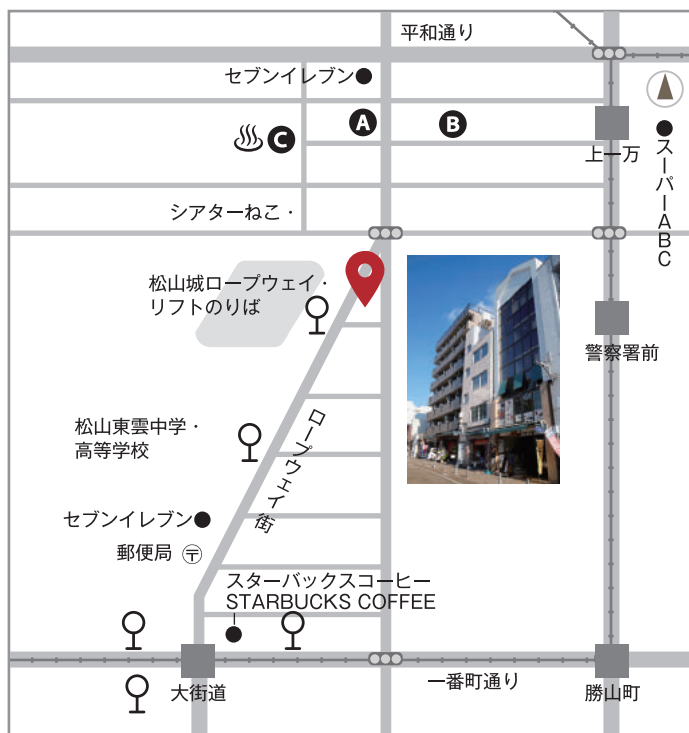 平和通り
セブンイレブン
A
B
C
上一万
スーパーABC
シアターねこ・
松山城ロープウェイ・
リフトのりば
警察署前
松山東雲中学・
高等学校
ロープウェイ街
セブンイレブン
郵便局 〒
スターバックスコーヒー
STARBUCKS COFFEE
大街道
一番町通り
勝山町